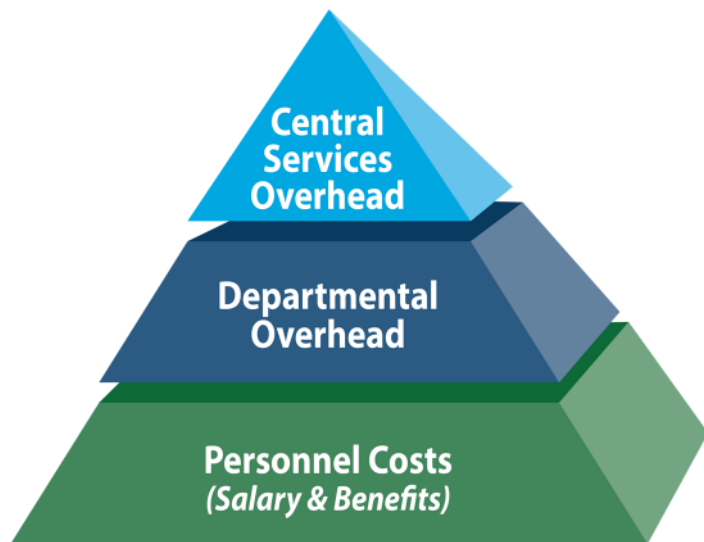 Central
Services
Overhead
Departmental
Overhead
Personnel Costs
(Salary & Benefits)